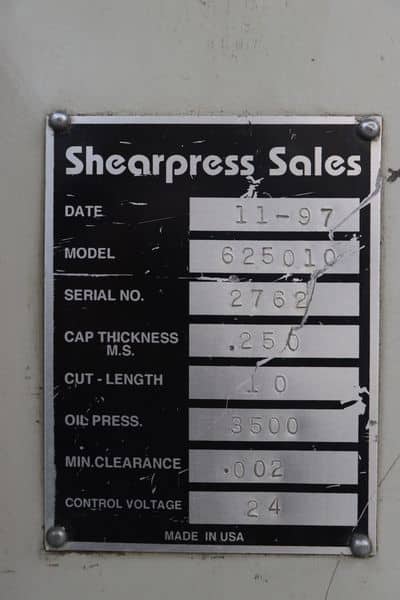 Shearpress Sales
DATE 11-97
MODEL 625010
SERIAL NO. 2762
CAP THICKNESS M.S. .250
CUT - LENGTH 10
OIL PRESS. 3500
MIN. CLEARANCE .002
CONTROL VOLTAGE 24
MADE IN USA